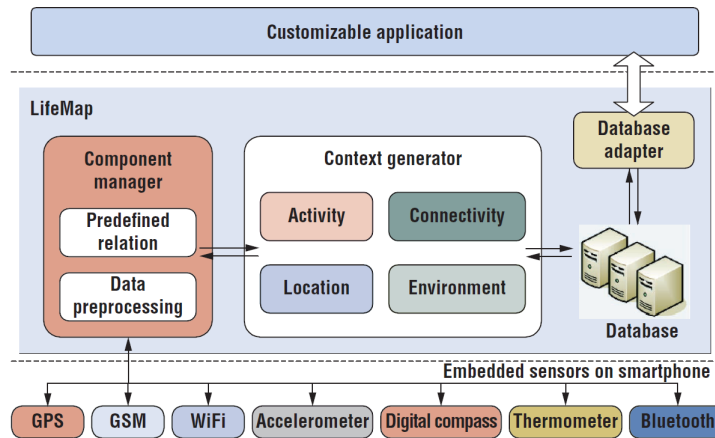 Customizable application
LifeMap
Component
manager
Predefined
relation
Data
preprocessing
Context generator
Activity
Connectivity
Location
Environment
Database
adapter
Database
Embedded sensors on smartphone
GPS
GSM
WiFi
Accelerometer
Digital compass
Thermometer
Bluetooth